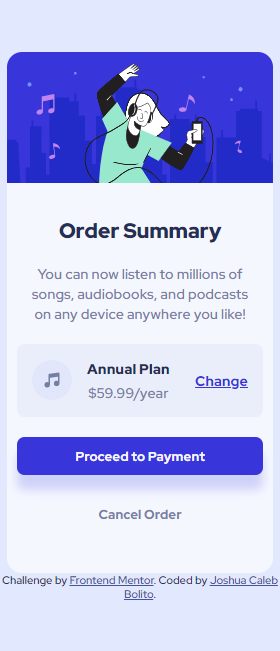 Order Summary
You can now listen to millions of
songs, audiobooks, and podcasts
on any device anywhere you like!
Annual Plan
$59.99/year
Change
Proceed to Payment
Cancel Order
Challenge by Frontend Mentor. Coded by Joshua Caleb
Bolito.